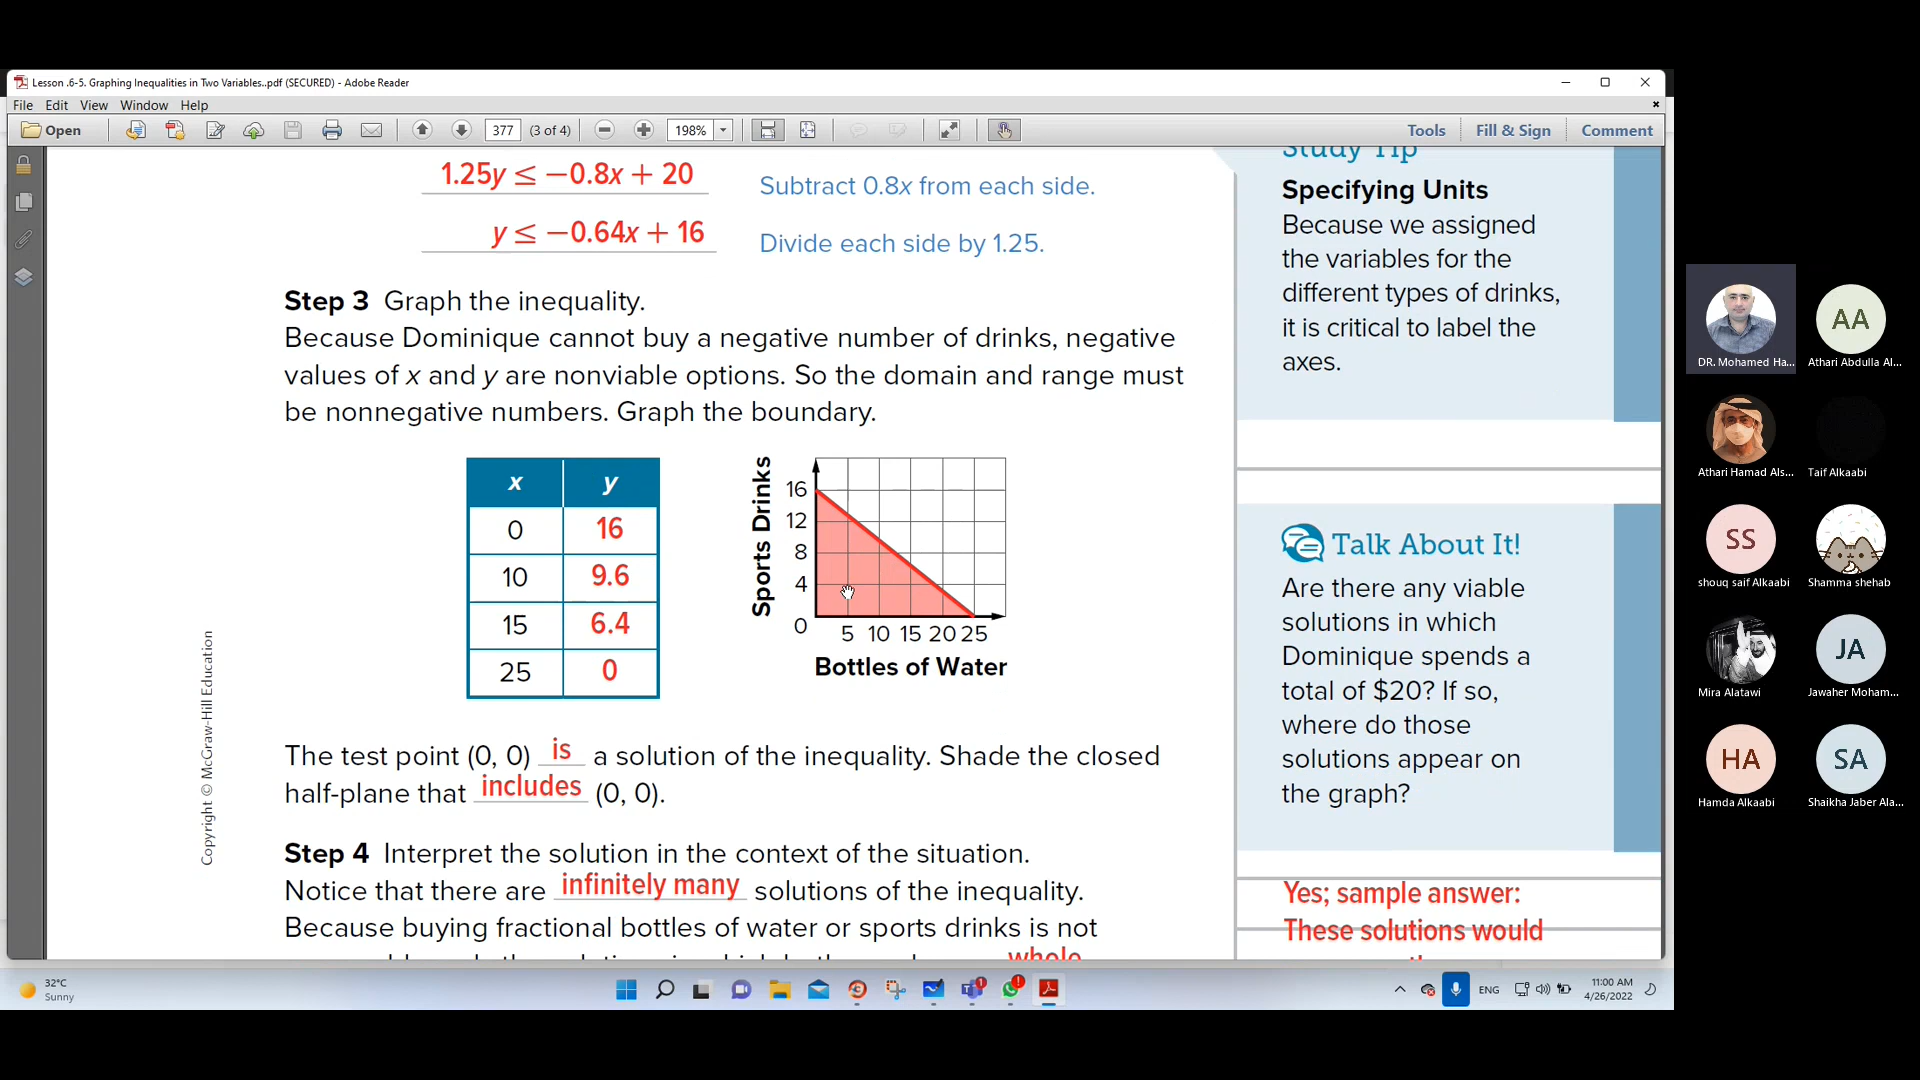 Lesson .6-5. Graphing Inequalities in Two Variables..pdf (SECURED) - Adobe Reader
File Edit View Window Help
Open 377 (3 of 4) 198% Tools Fill & Sign Comment
1.25y ≤ −0.8x + 20 Subtract 0.8x from each side.
y ≤ −0.64x + 16 Divide each side by 1.25.
Step 3 Graph the inequality.
Because Dominique cannot buy a negative number of drinks, negative
values of x and y are nonviable options. So the domain and range must
be nonnegative numbers. Graph the boundary.
x y
0 16
10 9.6
15 6.4
25 0
Sports Drinks
16
12
8
4
0
5 10 15 20 25
Bottles of Water
The test point (0, 0) is a solution of the inequality. Shade the closed
half-plane that includes (0, 0).
Step 4 Interpret the solution in the context of the situation.
Notice that there are infinitely many solutions of the inequality.
Because buying fractional bottles of water or sports drinks is not
whole
Copyright © McGraw-Hill Education
Study Tip
Specifying Units
Because we assigned
the variables for the
different types of drinks,
it is critical to label the
axes.
Talk About It!
Are there any viable
solutions in which
Dominique spends a
total of $20? If so,
where do those
solutions appear on
the graph?
Yes; sample answer:
These solutions would
DR. Mohamed Ha...
AA
Athari Abdulla Al...
Athari Hamad Als...
Taif Alkaabi
SS
shouq saif Alkaabi
Shamma shehab
Mira Alatawi
JA
Jawaher Moham...
HA
Hamda Alkaabi
SA
Shaikha Jaber Ala...
32°C
Sunny
ENG
11:00 AM
4/26/2022